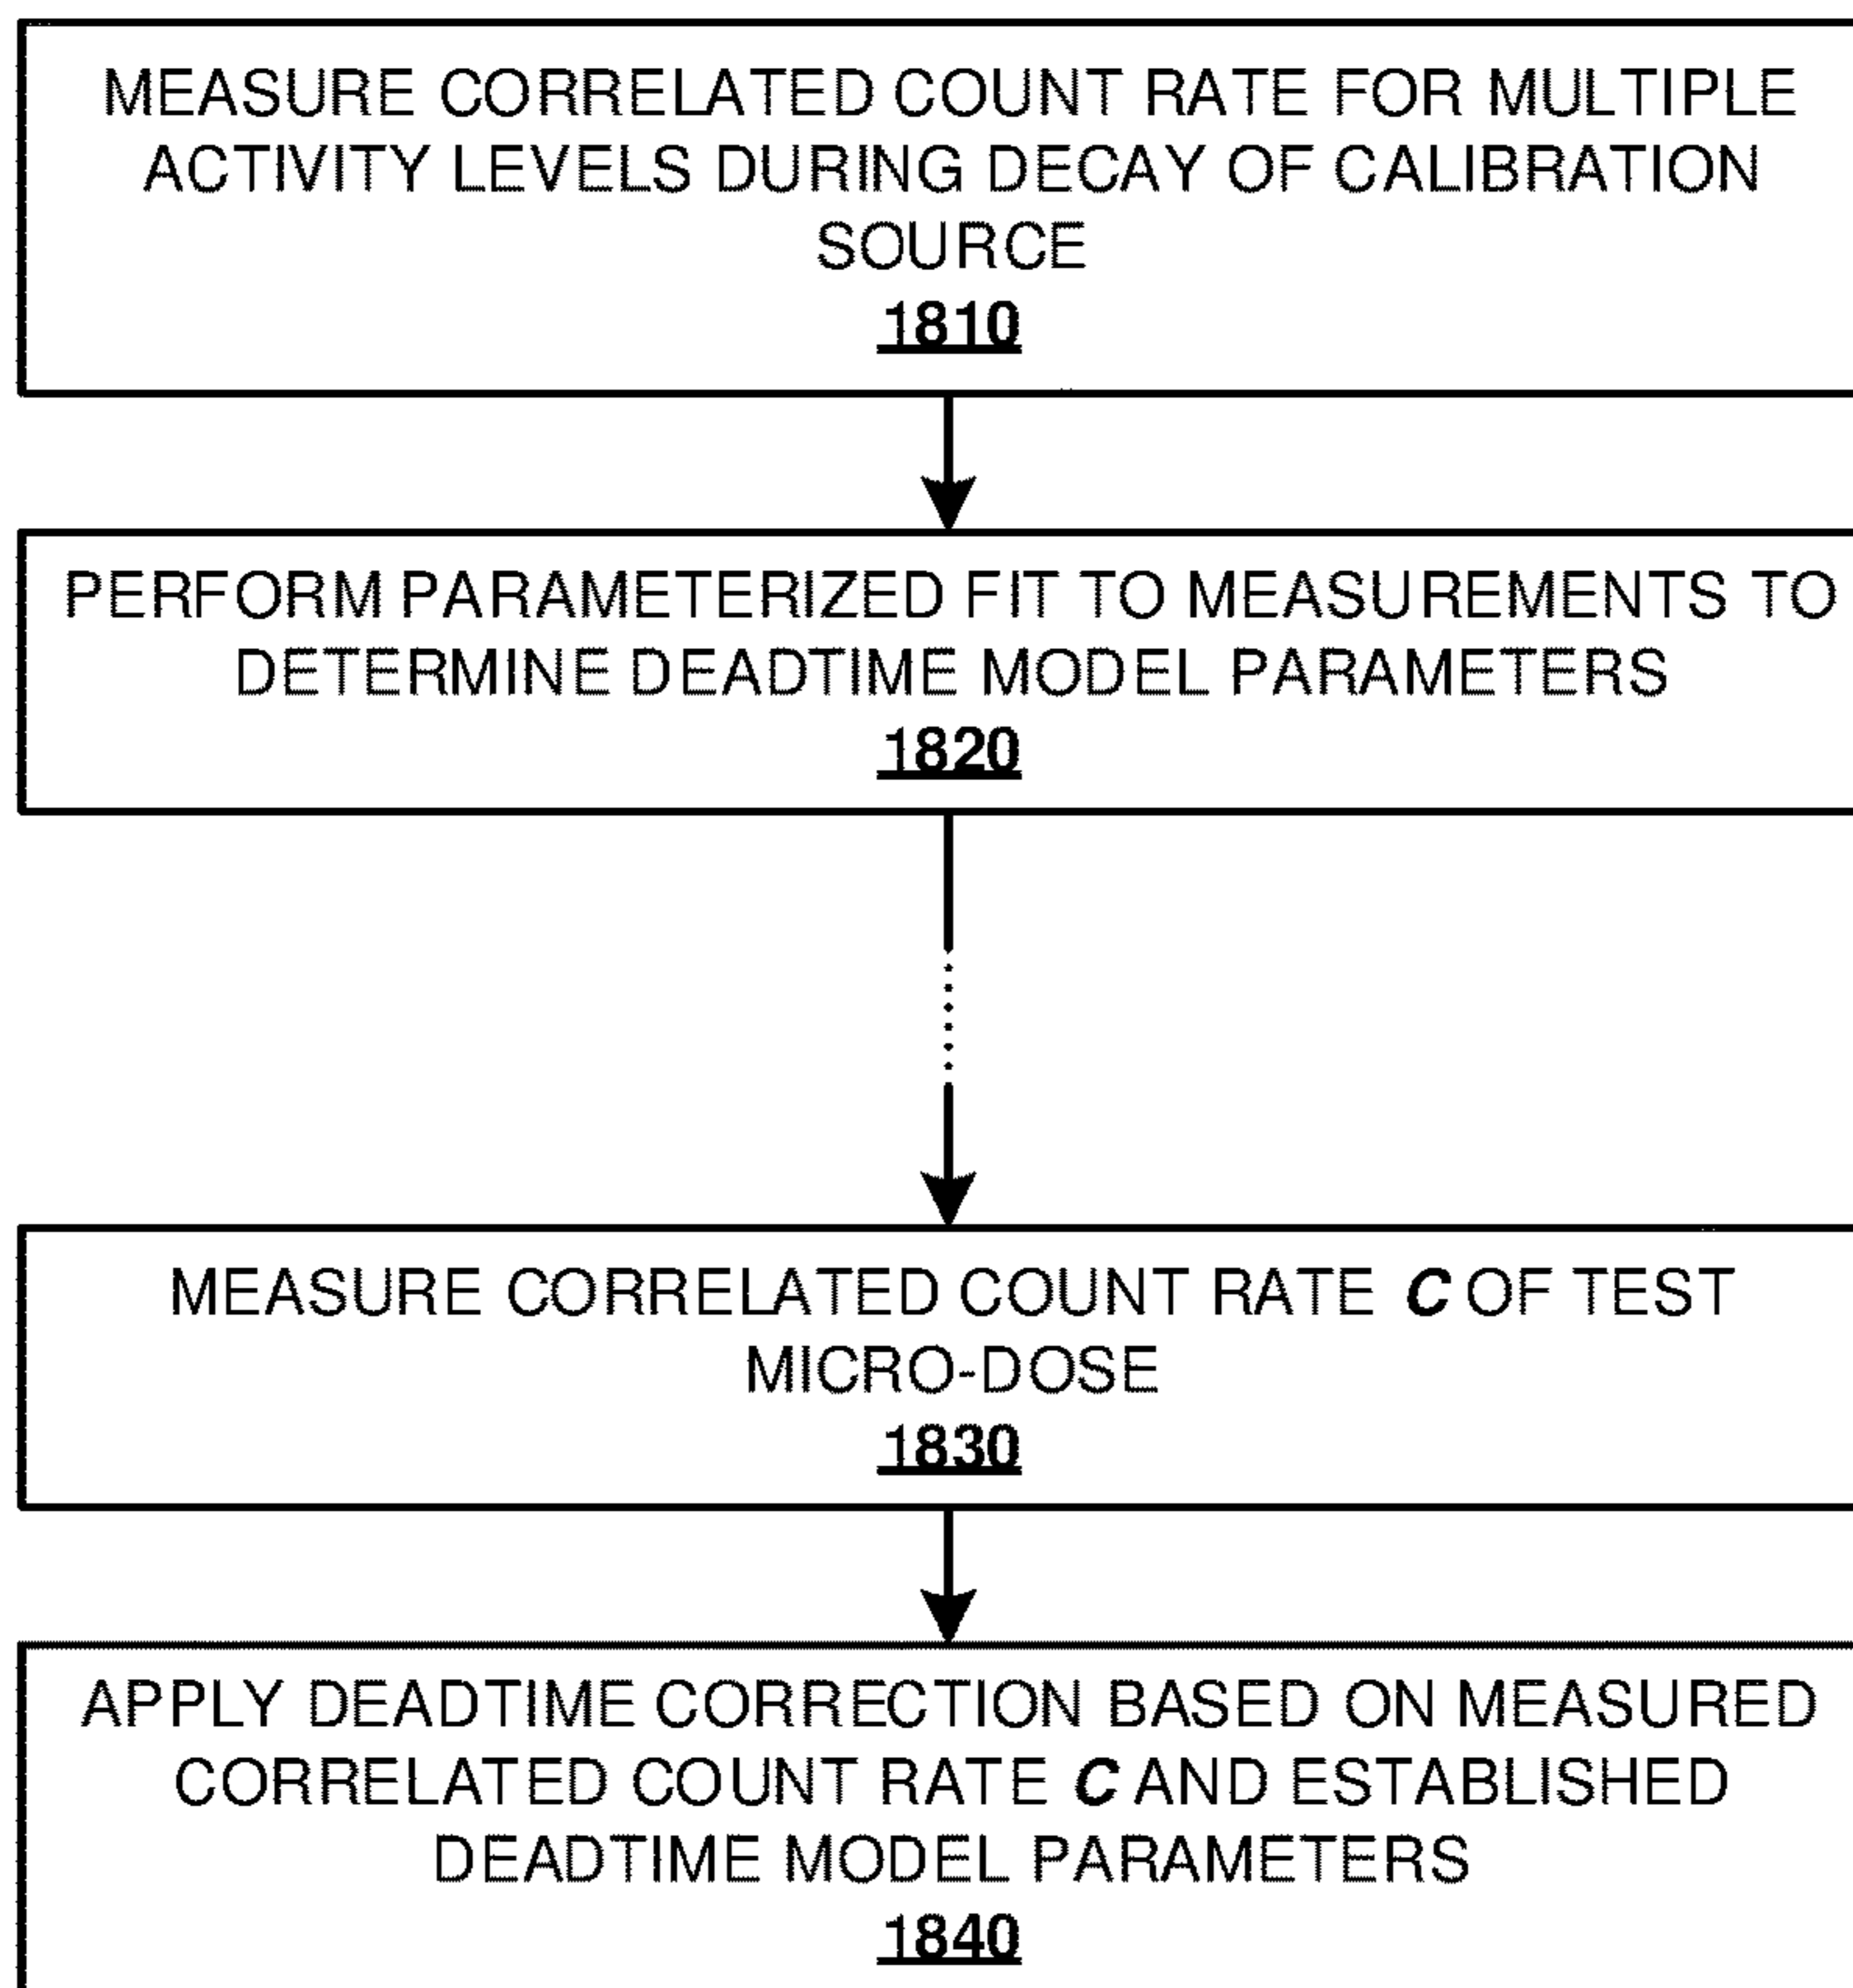 MEASURE CORRELATED COUNT RATE FOR MULTIPLE
ACTIVITY LEVELS DURING DECAY OF CALIBRATION
SOURCE
1810
PERFORM PARAMETERIZED FIT TO MEASUREMENTS TO
DETERMINE DEADTIME MODEL PARAMETERS
1820
MEASURE CORRELATED COUNT RATE C OF TEST
MICRO-DOSE
1830
APPLY DEADTIME CORRECTION BASED ON MEASURED
CORRELATED COUNT RATE C AND ESTABLISHED
DEADTIME MODEL PARAMETERS
1840